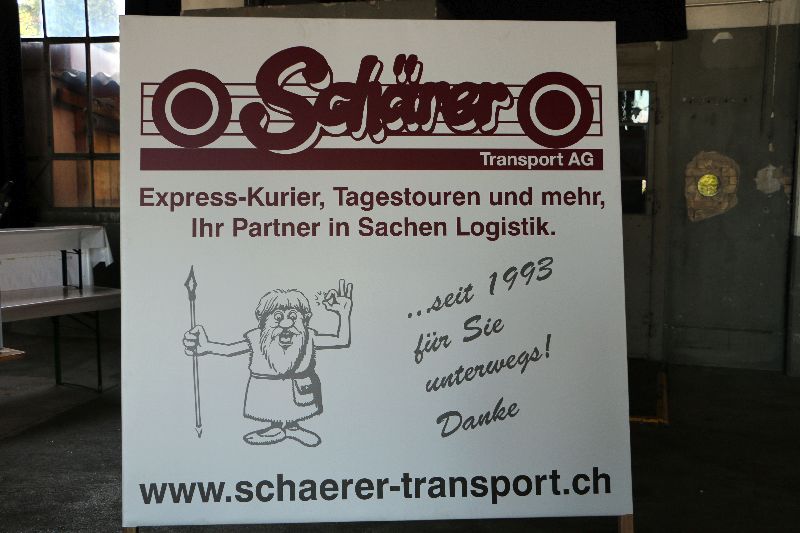 Schärer
Transport AG
Express-Kurier, Tagestouren und mehr,
Ihr Partner in Sachen Logistik.
...seit 1993
für Sie
unterwegs!
Danke
www.schaerer-transport.ch